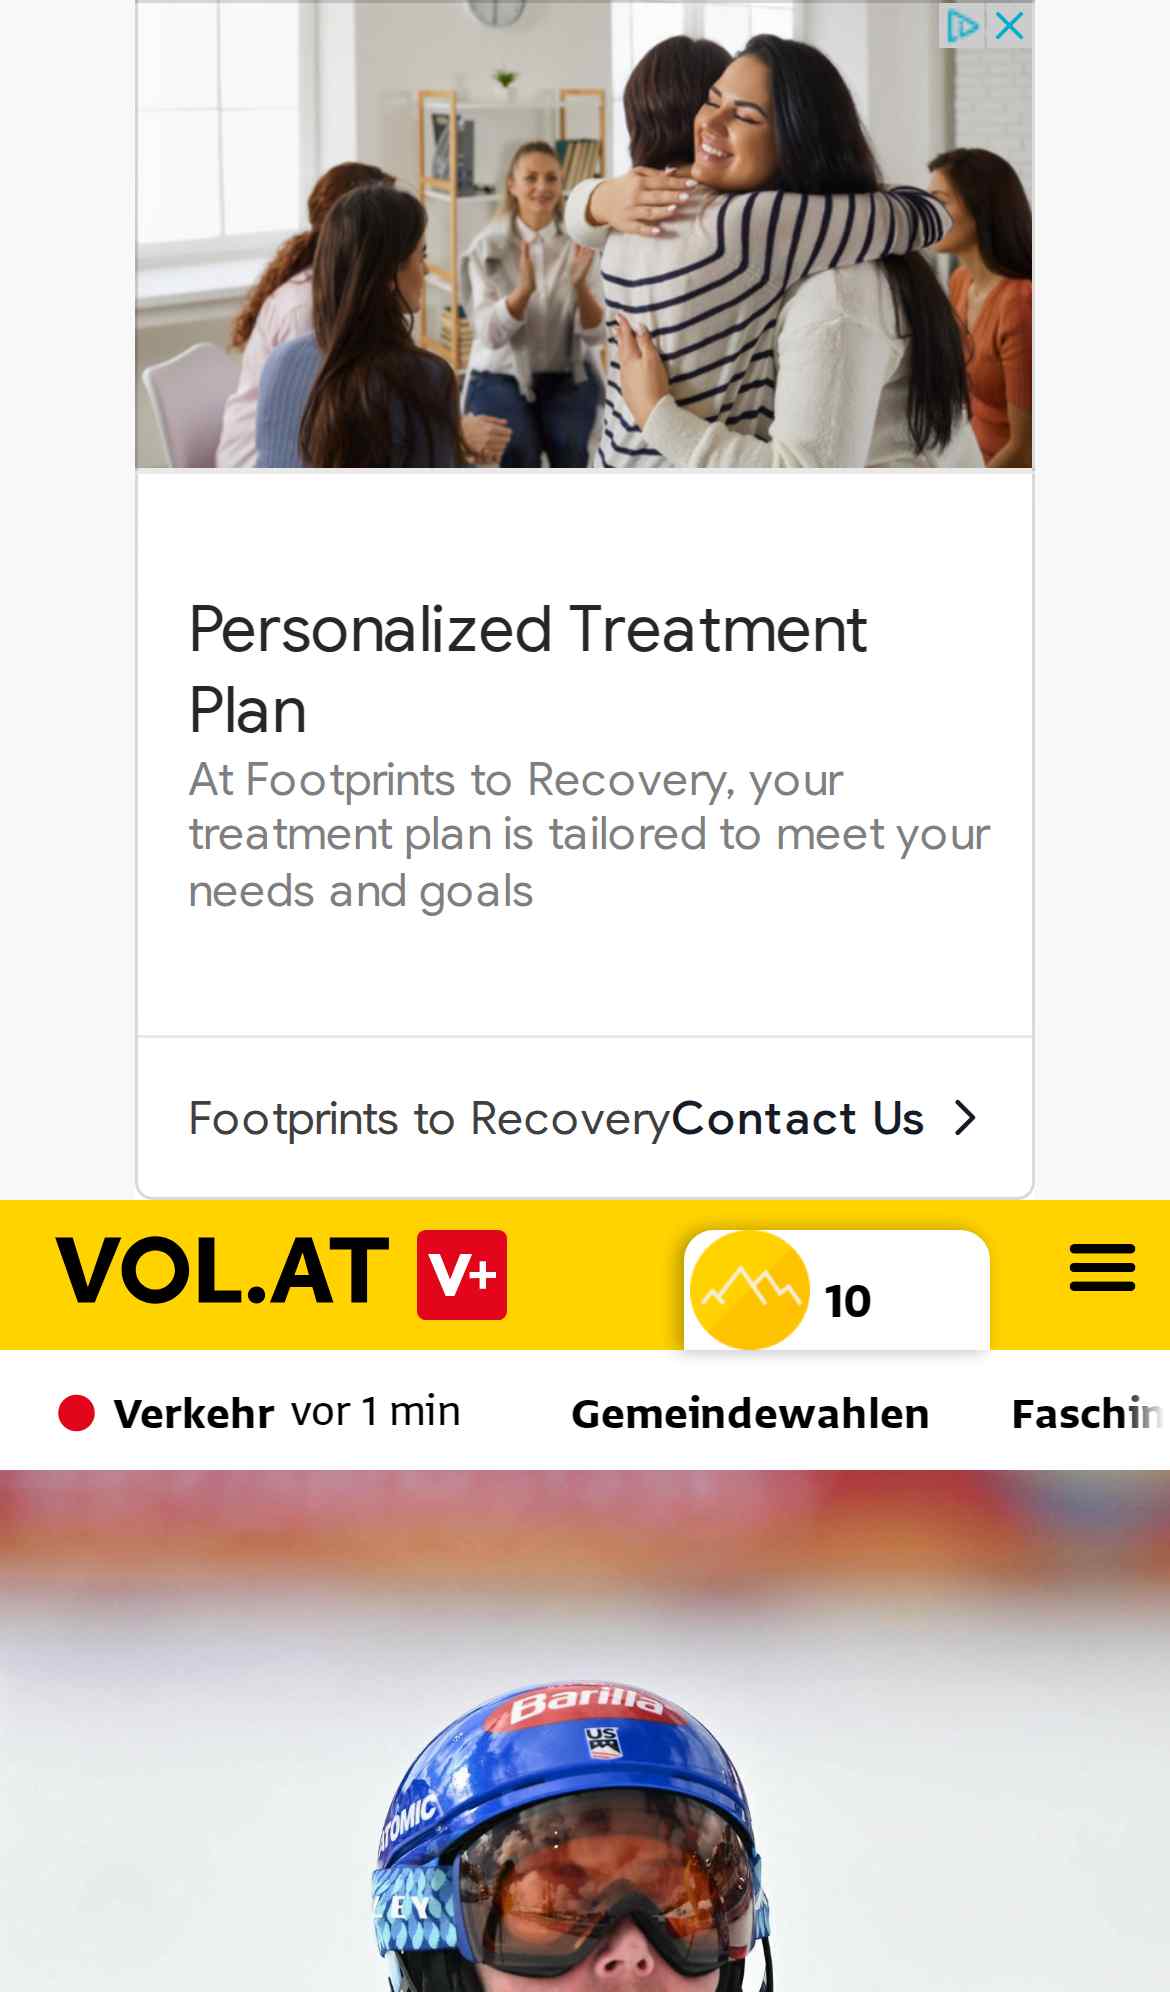 Personalized Treatment
Plan
At Footprints to Recovery, your
treatment plan is tailored to meet your
needs and goals
Footprints to Recovery Contact Us
VOL.AT V+ 10
Verkehr vor 1 min Gemeindewahlen Faschin
Barilla
US
ATOMIC
LEY